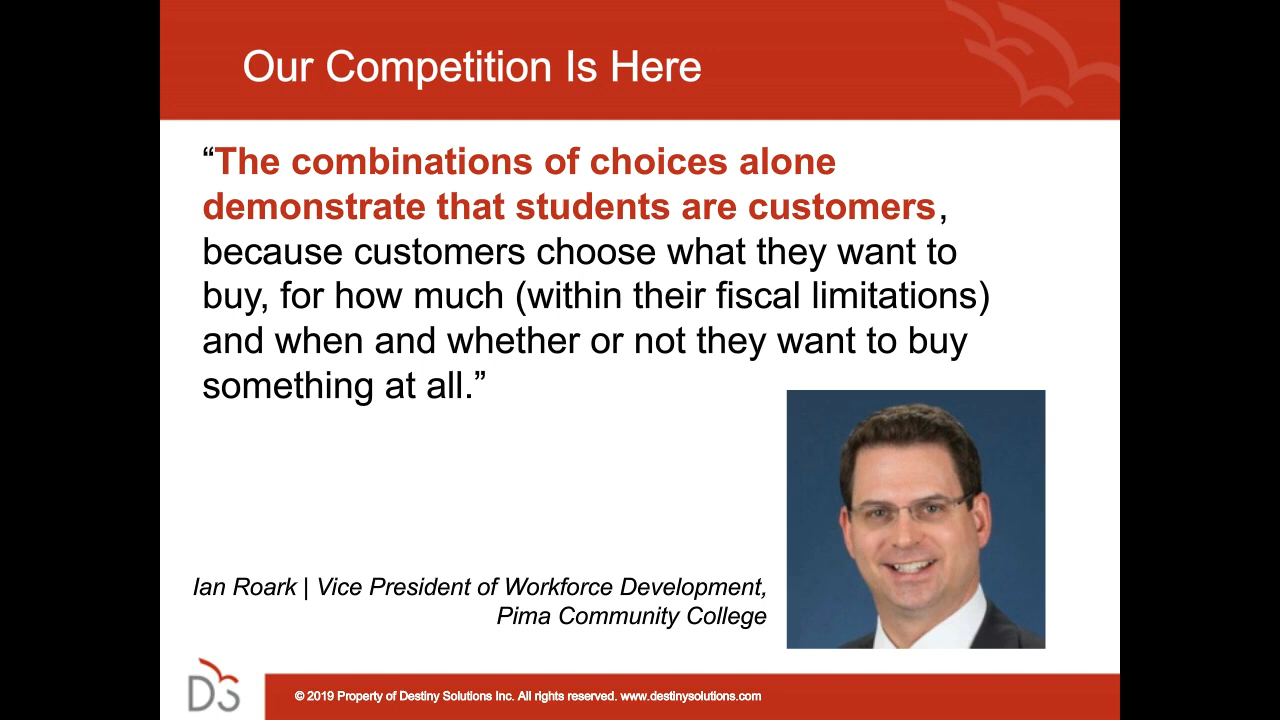 Our Competition Is Here
“The combinations of choices alone
demonstrate that students are customers,
because customers choose what they want to
buy, for how much (within their fiscal limitations)
and when and whether or not they want to buy
something at all.”
Ian Roark | Vice President of Workforce Development,
Pima Community College
DS
© 2019 Property of Destiny Solutions Inc. All rights reserved. www.destinysolutions.com